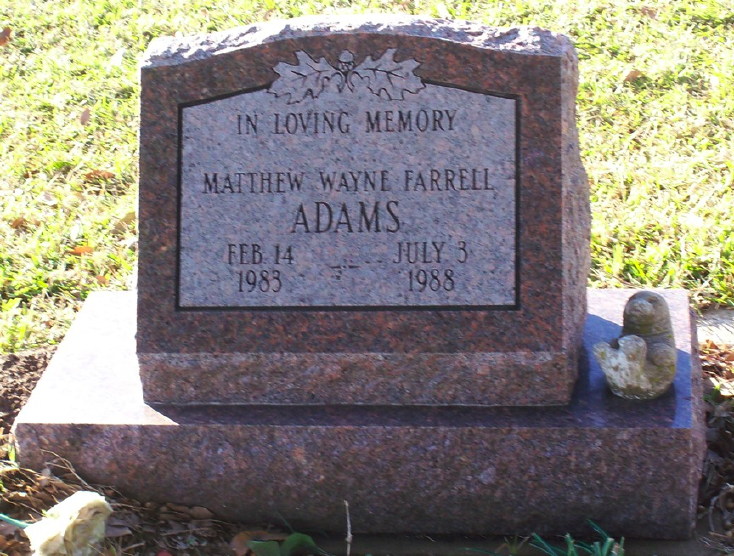 IN LOVING MEMORY
MATTHEW WAYNE FARRELL
ADAMS
FEB 14 JULY 3
1983 1988